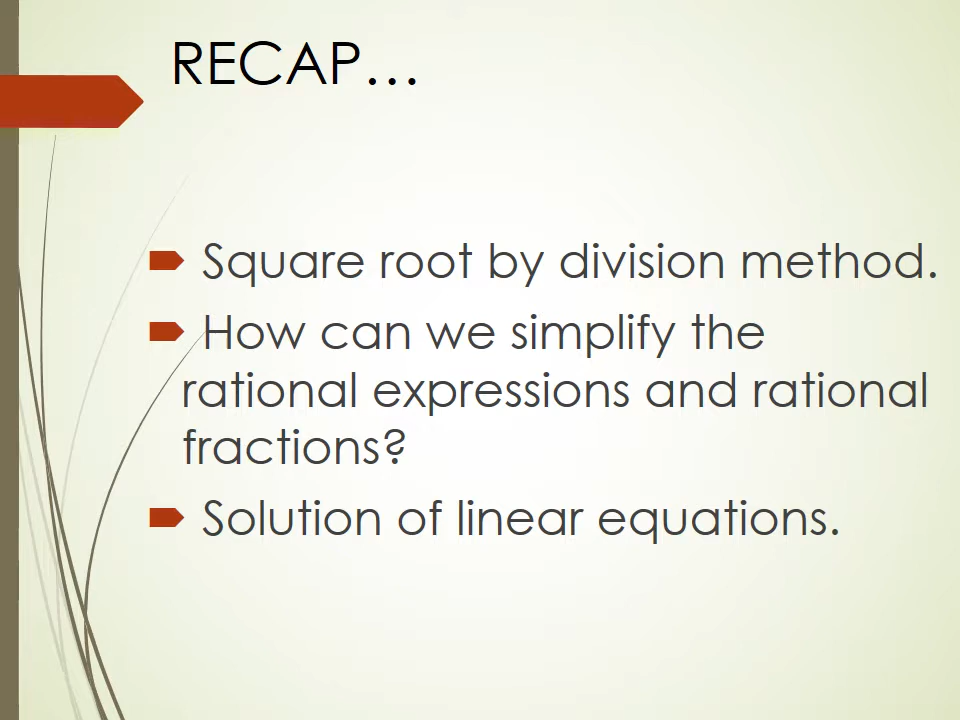 RECAP...
Square root by division method.
How can we simplify the
rational expressions and rational
fractions?
Solution of linear equations.